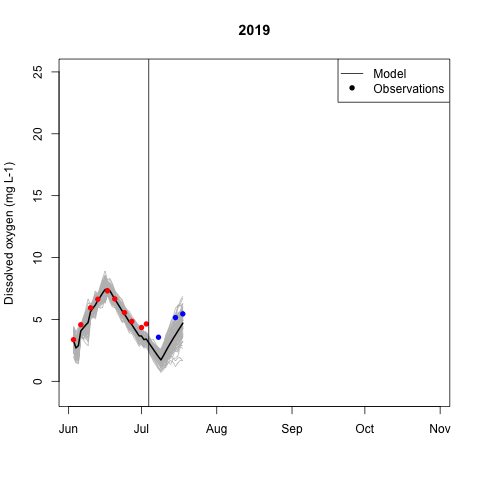 2019
Model
Observations
Dissolved oxygen (mg L-1)
25
20
15
10
5
0
Jun Jul Aug Sep Oct Nov